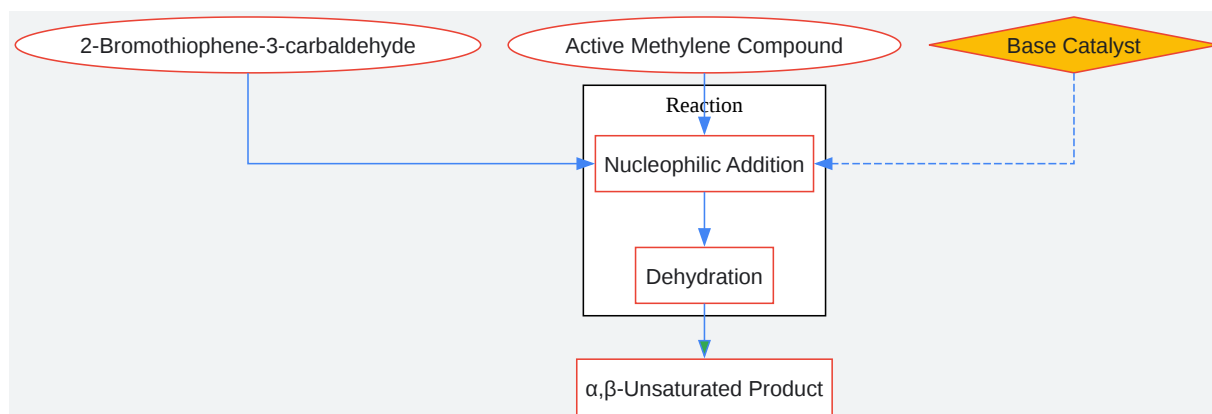 2-Bromothiophene-3-carbaldehyde
Active Methylene Compound
Base Catalyst
Reaction
Nucleophilic Addition
Dehydration
α,β-Unsaturated Product